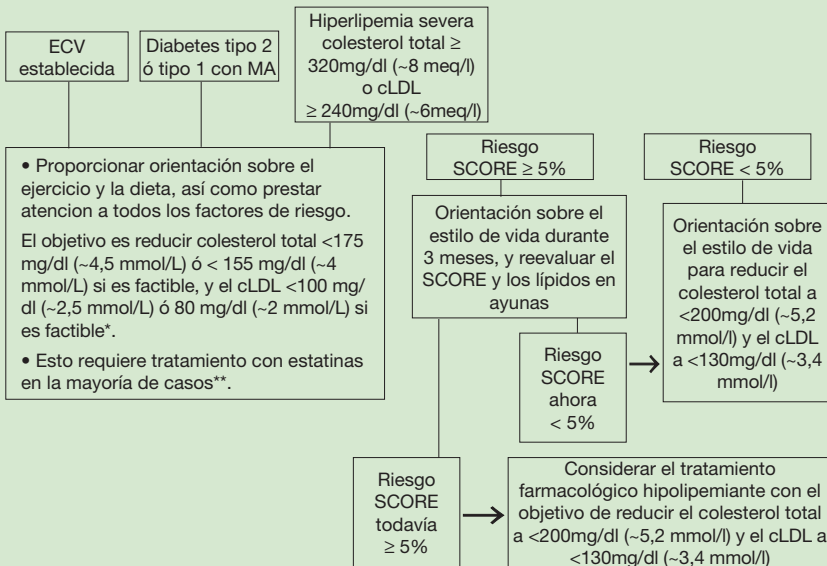 ECV
establecida
Diabetes tipo 2
ó tipo 1 con MA
Hiperlipemia severa
colesterol total ≥
320mg/dl (~8 meq/l)
o cLDL
≥ 240mg/dl (~6meq/l)
• Proporcionar orientación sobre el
ejercicio y la dieta, así como prestar
atencion a todos los factores de riesgo.
El objetivo es reducir colesterol total <175
mg/dl (~4,5 mmol/L) ó < 155 mg/dl (~4
mmol/L) si es factible, y el cLDL <100 mg/
dl (~2,5 mmol/L) ó 80 mg/dl (~2 mmol/L) si
es factible*.
• Esto requiere tratamiento con estatinas
en la mayoría de casos**.
Riesgo
SCORE ≥ 5%
Orientación sobre el
estilo de vida durante
3 meses, y reevaluar el
SCORE y los lípidos en
ayunas
Riesgo
SCORE < 5%
Orientación sobre
el estilo de vida
para reducir el
colesterol total a
<200mg/dl (~5,2
mmol/l) y el cLDL
a <130mg/dl (~3,4
mmol/l)
Riesgo
SCORE
ahora
< 5%
Riesgo
SCORE
todavía
≥ 5%
Considerar el tratamiento
farmacológico hipolipemiante con el
objetivo de reducir el colesterol total
a <200mg/dl (~5,2 mmol/l) y el cLDL a
<130mg/dl (~3,4 mmol/l)